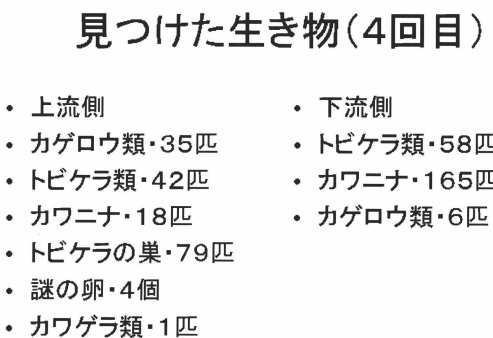 見つけた生き物(4回目)
・上流側
・カゲロウ類・35匹
・トビケラ類・42匹
・カワニナ・18匹
・トビケラの巣・79匹
・謎の卵・4個
・カワゲラ類・1匹
・下流側
・トビケラ類・58匹
・カワニナ・165匹
・カゲロウ類・6匹